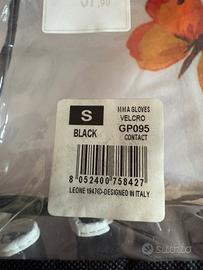 S
BLACK
MMA GLOVES
VELCRO
GP095
CONTACT
8 052400 758427
LEONE 1947©-DESIGNED IN ITALY
subito